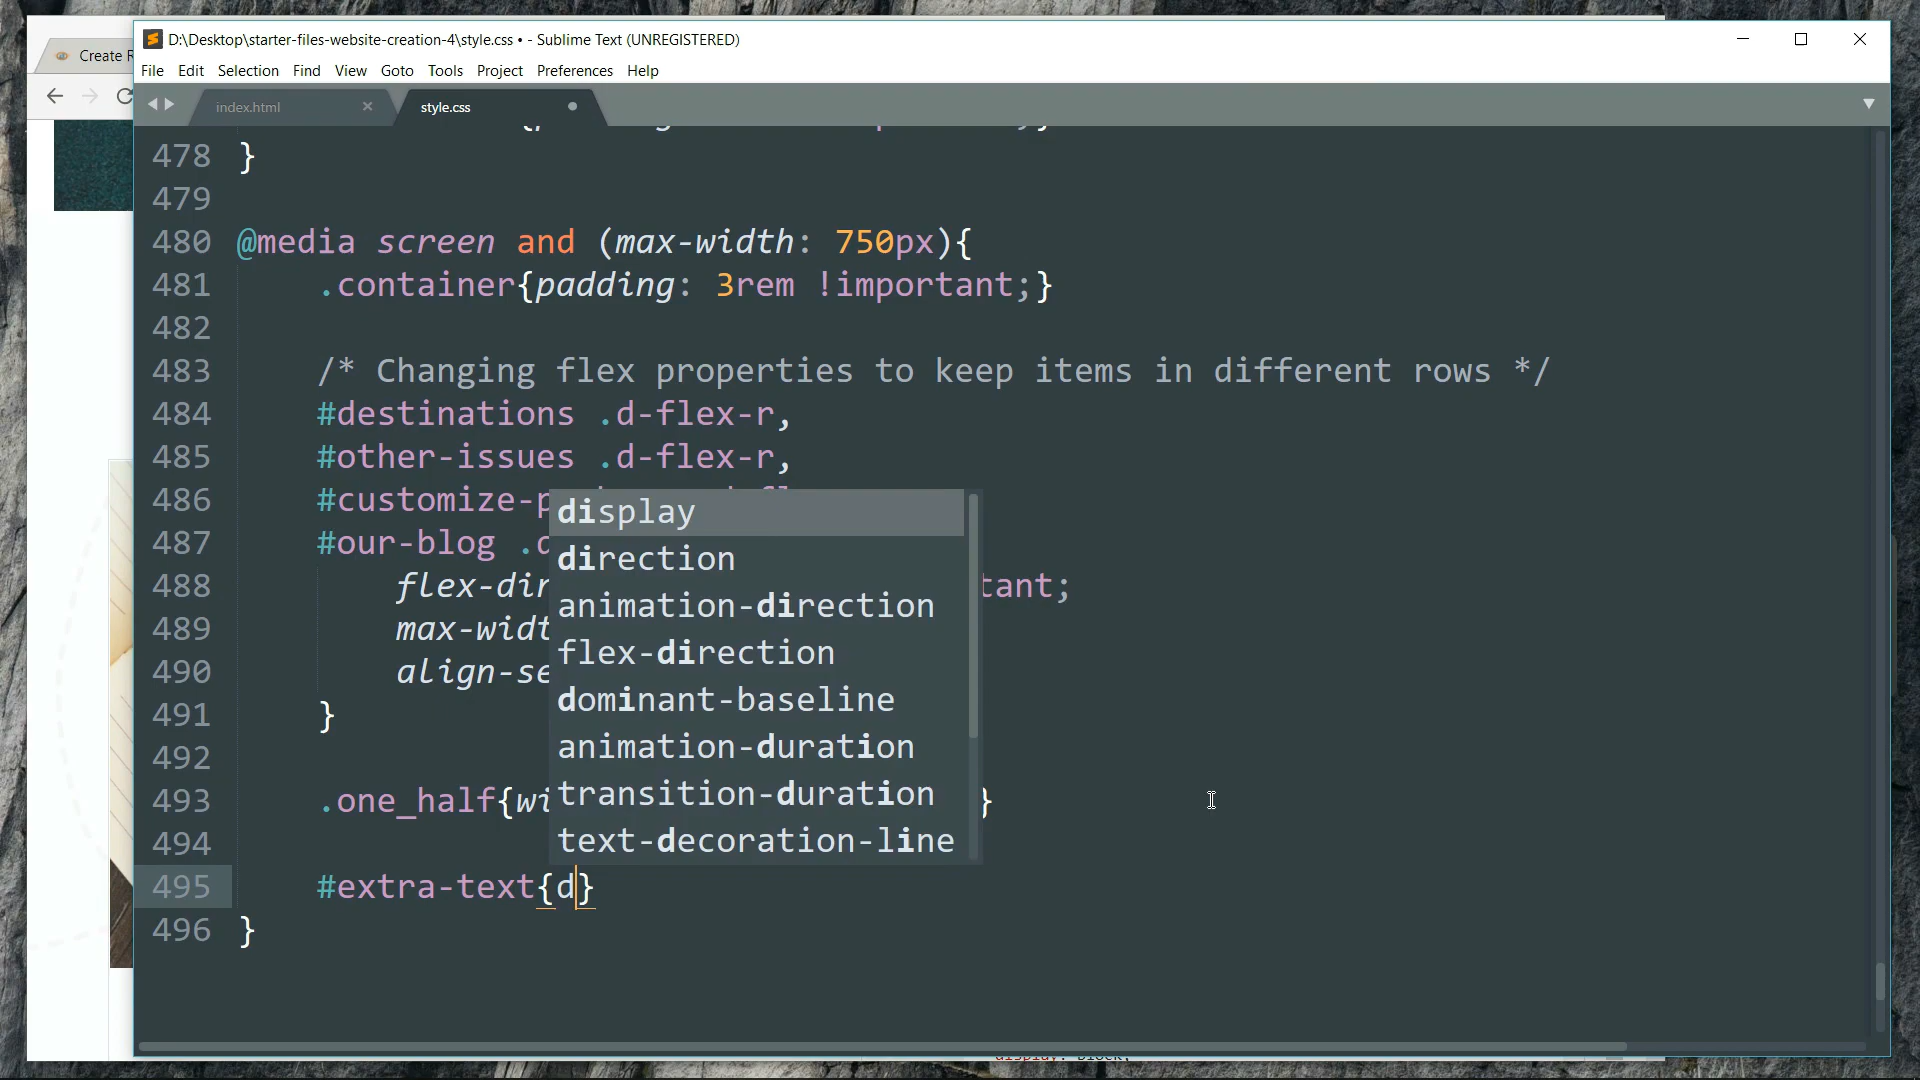 Create R
D:\Desktop\starter-files-website-creation-4\style.css • - Sublime Text (UNREGISTERED)
File Edit Selection Find View Goto Tools Project Preferences Help
index.html style.css
478 }
479
480 @media screen and (max-width: 750px){
481 .container{padding: 3rem !important;}
482
483 /* Changing flex properties to keep items in different rows */
484 #destinations .d-flex-r,
485 #other-issues .d-flex-r,
486 #customize-p
487 #our-blog .d
488 flex-dir tant;
489 max-widt
490 align-se
491 }
492
493 .one_half{wi }
494
495 #extra-text{d}
496 }
display
direction
animation-direction
flex-direction
dominant-baseline
animation-duration
transition-duration
text-decoration-line